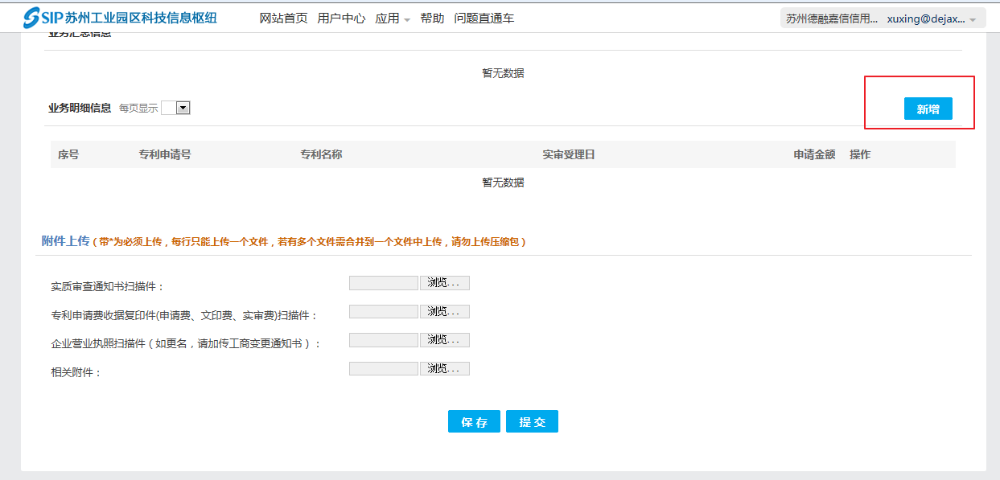 SIP苏州工业园区科技信息枢纽 网站首页 用户中心 应用 帮助 问题直通车 苏州德融嘉信信用... xuxing@dejax...
业务汇总信息
暂无数据
业务明细信息 每页显示 新增
序号 专利申请号 专利名称 实审受理日 申请金额 操作
暂无数据
附件上传(带*为必须上传，每行只能上传一个文件，若有多个文件需合并到一个文件中上传，请勿上传压缩包)
实质审查通知书扫描件： 浏览...
专利申请费收据复印件(申请费、文印费、实审费)扫描件： 浏览...
企业营业执照扫描件（如更名，请加传工商变更通知书）： 浏览...
相关附件： 浏览...
保存 提交